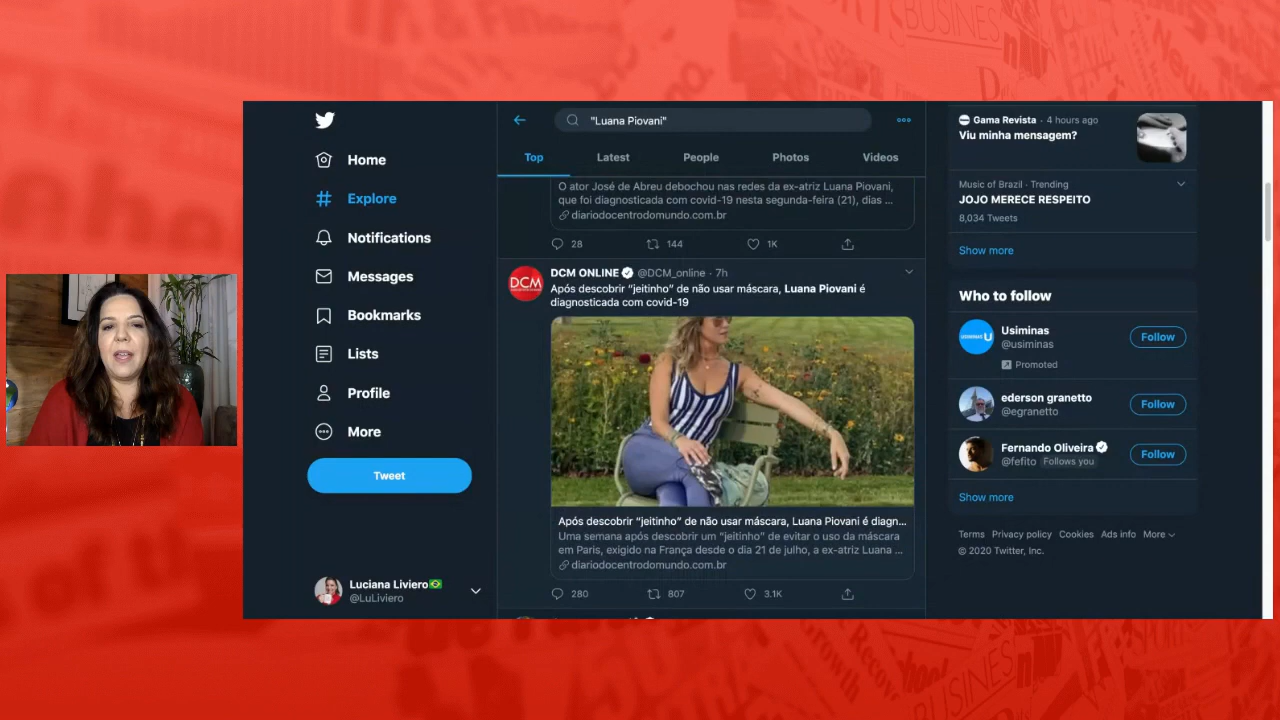 "Luana Piovani"
Home
Explore
Notifications
Messages
Bookmarks
Lists
Profile
More
Tweet
Luciana Liviero🇧🇷
@LuLiviero
Top
Latest
People
Photos
Videos
O ator José de Abreu debochou nas redes da ex-atriz Luana Piovani,
que foi diagnosticada com covid-19 nesta segunda-feira (21), dias ...
diariodocentrodomundo.com.br
28
144
1K
DCM
DCM ONLINE @DCM_online · 7h
Após descobrir “jeitinho” de não usar máscara, Luana Piovani é
diagnosticada com covid-19
Após descobrir “jeitinho” de não usar máscara, Luana Piovani é diagn...
Uma semana após descobrir um "jeitinho" de evitar o uso da máscara
em Paris, exigido na França desde o dia 21 de julho, a ex-atriz Luana ...
diariodocentrodomundo.com.br
280
807
3.1K
Gama Revista · 4 hours ago
Viu minha mensagem?
Music of Brazil · Trending
JOJO MERECE RESPEITO
8,034 Tweets
Show more
Who to follow
Usiminas
@usiminas
Follow
Promoted
ederson granetto
@egranetto
Follow
Fernando Oliveira
@fefito Follows you
Follow
Show more
Terms Privacy policy Cookies Ads info More
© 2020 Twitter, Inc.
BUSINESS
BUSINESS